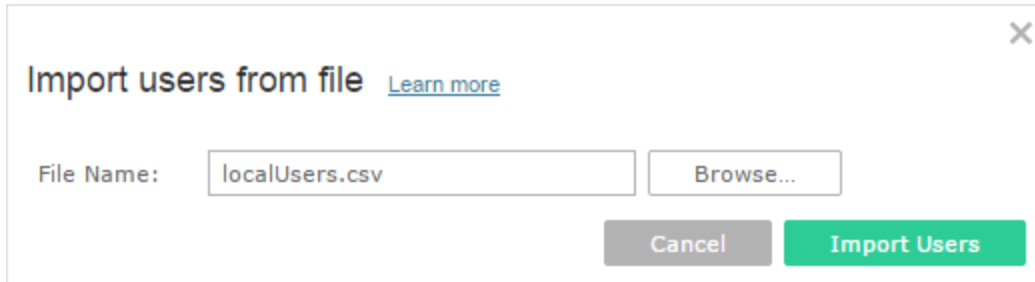 Import users from file Learn more
File Name: localUsers.csv Browse...
Cancel Import Users